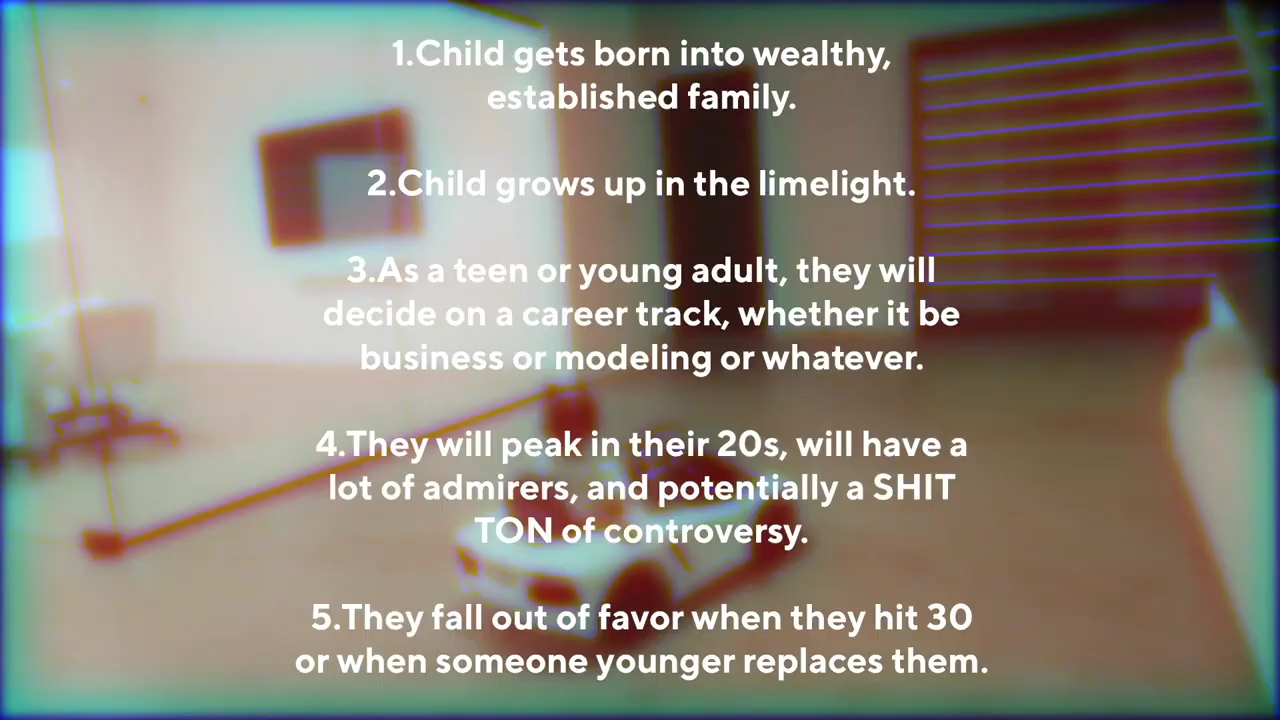 1.Child gets born into wealthy,
established family.
2.Child grows up in the limelight.
3.As a teen or young adult, they will
decide on a career track, whether it be
business or modeling or whatever.
4.They will peak in their 20s, will have a
lot of admirers, and potentially a SHIT
TON of controversy.
5.They fall out of favor when they hit 30
or when someone younger replaces them.